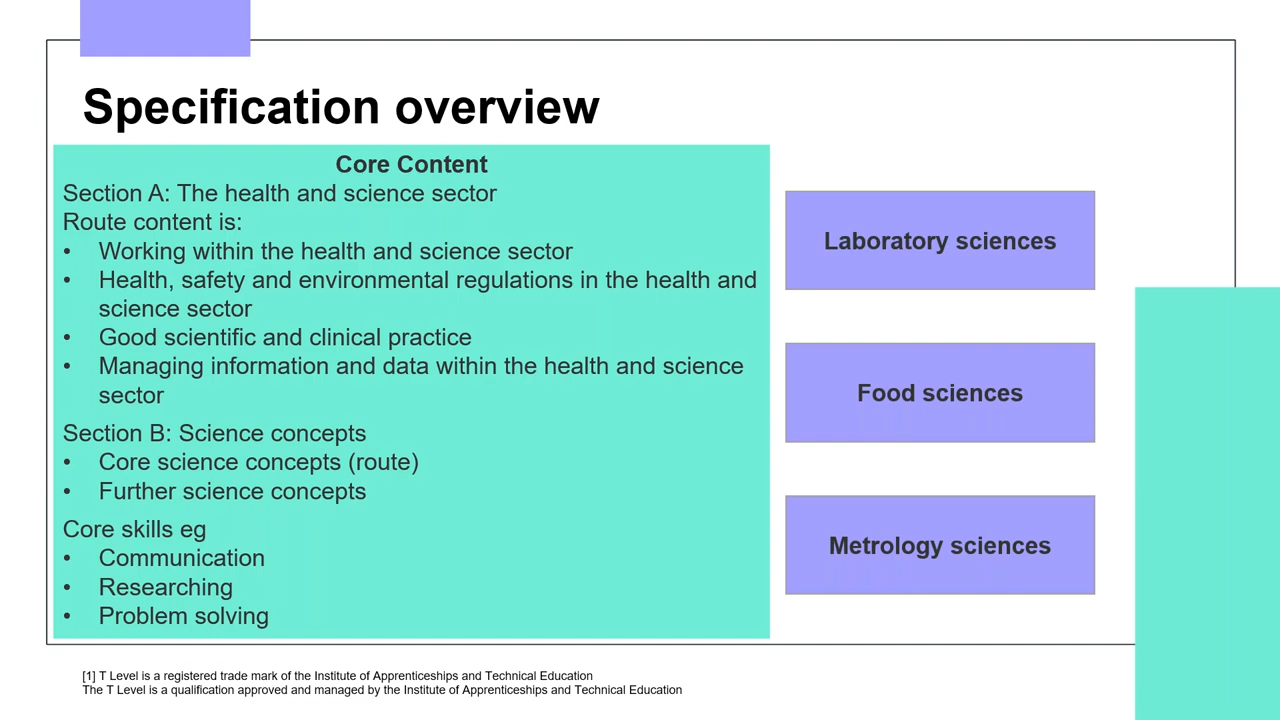 Specification overview
Core Content
Section A: The health and science sector
Route content is:
• Working within the health and science sector
• Health, safety and environmental regulations in the health and
science sector
• Good scientific and clinical practice
• Managing information and data within the health and science
sector
Section B: Science concepts
• Core science concepts (route)
• Further science concepts
Core skills eg
• Communication
• Researching
• Problem solving
Laboratory sciences
Food sciences
Metrology sciences
[1] T Level is a registered trade mark of the Institute of Apprenticeships and Technical Education
The T Level is a qualification approved and managed by the Institute of Apprenticeships and Technical Education